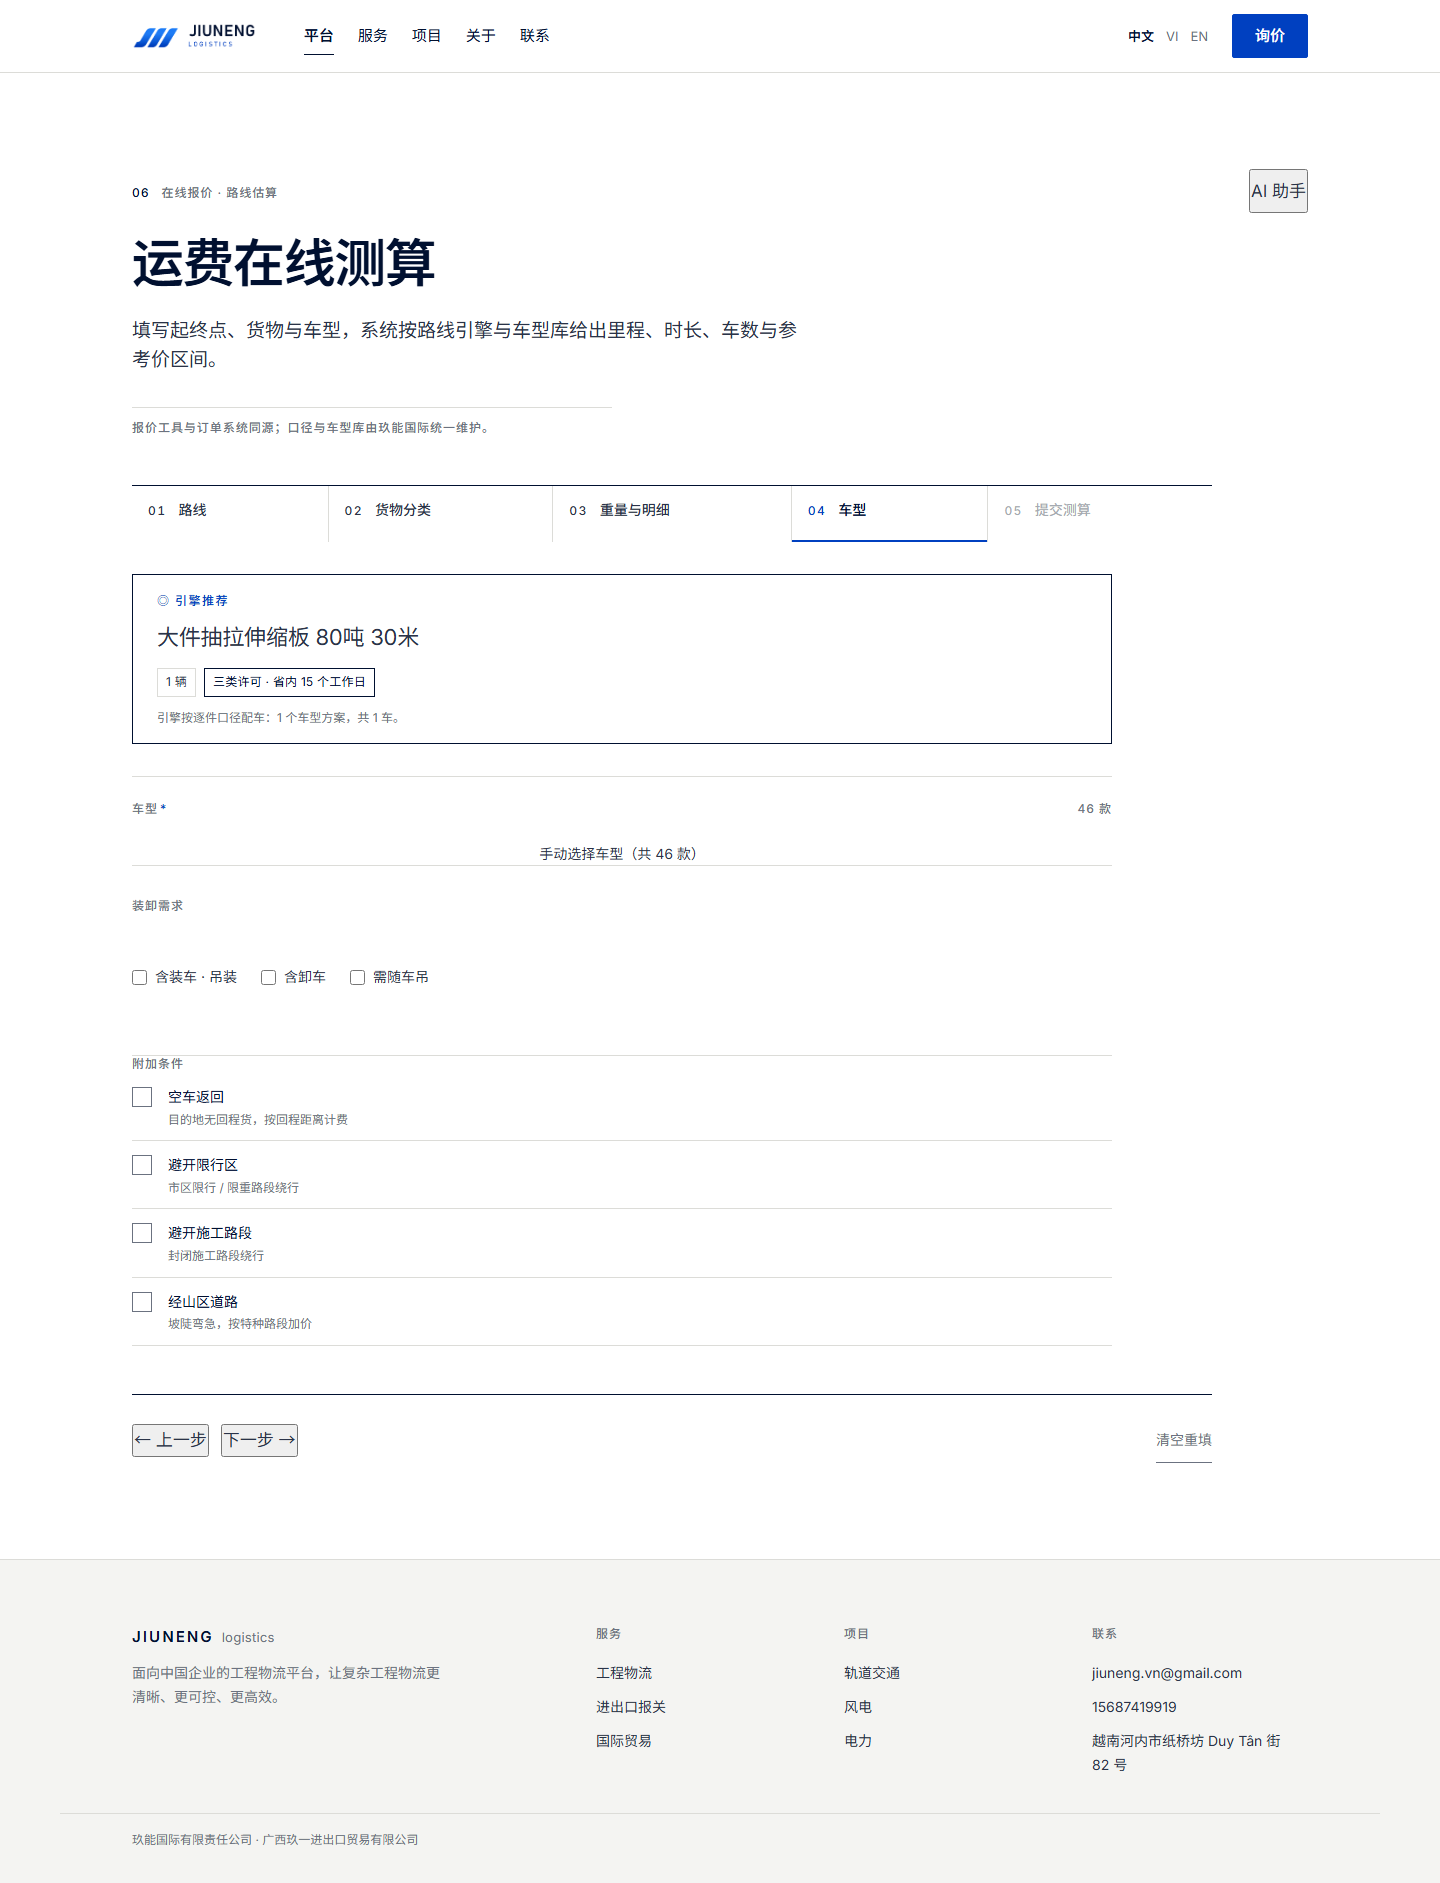 JIUNENG
LOGISTICS
平台 服务 项目 关于 联系
中文 VI EN
询价
06 在线报价 · 路线估算
AI 助手
运费在线测算
填写起终点、货物与车型，系统按路线引擎与车型库给出里程、时长、车数与参
考价区间。
报价工具与订单系统同源；口径与车型库由玖能国际统一维护。
01 路线
02 货物分类
03 重量与明细
04 车型
05 提交测算
◎ 引擎推荐
大件抽拉伸缩板 80吨 30米
1 辆
三类许可 · 省内 15 个工作日
引擎按逐件口径配车：1 个车型方案，共 1 车。
车型 *
46 款
手动选择车型（共 46 款）
装卸需求
含装车 · 吊装
含卸车
需随车吊
附加条件
空车返回
目的地无回程货，按回程距离计费
避开限行区
市区限行 / 限重路段绕行
避开施工路段
封闭施工路段绕行
经山区道路
坡陡弯急，按特种路段加价
← 上一步
下一步 →
清空重填
JIUNENG logistics
面向中国企业的工程物流平台，让复杂工程物流更
清晰、更可控、更高效。
服务
工程物流
进出口报关
国际贸易
项目
轨道交通
风电
电力
联系
jiuneng.vn@gmail.com
15687419919
越南河内市纸桥坊 Duy Tân 街
82 号
玖能国际有限责任公司 · 广西玖一进出口贸易有限公司